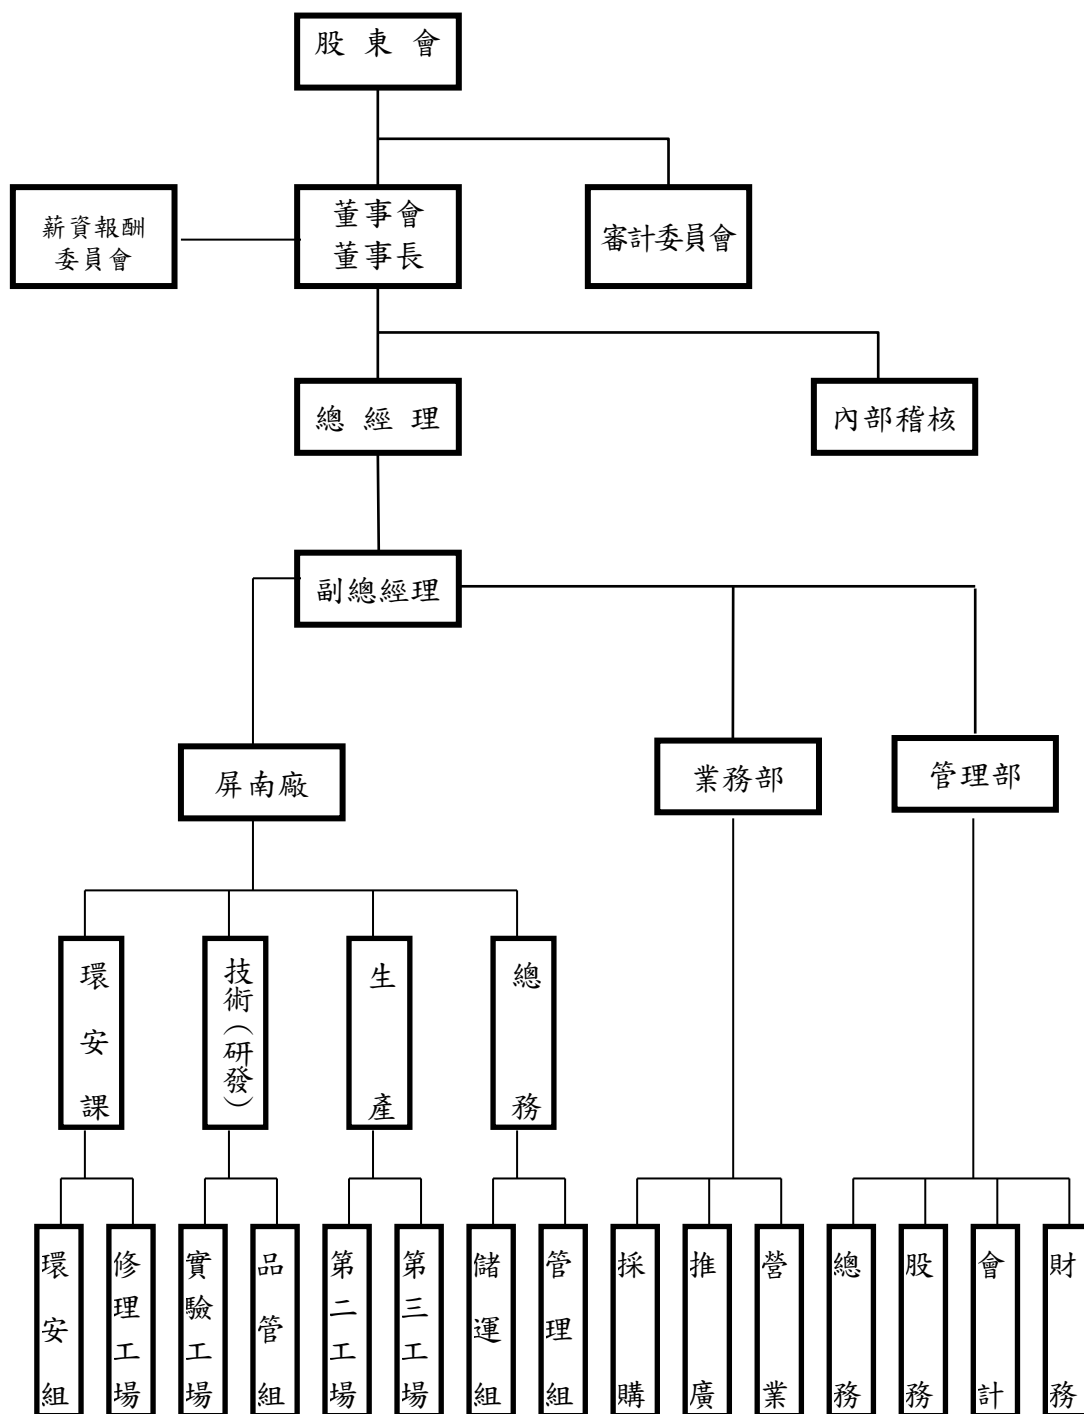 股東會
薪資報酬
委員會
董事會
董事長
審計委員會
總經理
內部稽核
副總經理
屏南廠
業務部
管理部
環安課
技術(研發)
生產
總務
環安組
修理工場
實驗工場
品管組
第二工場
第三工場
儲運組
管理組
採購
推廣
營業
總務
股務
會計
財務